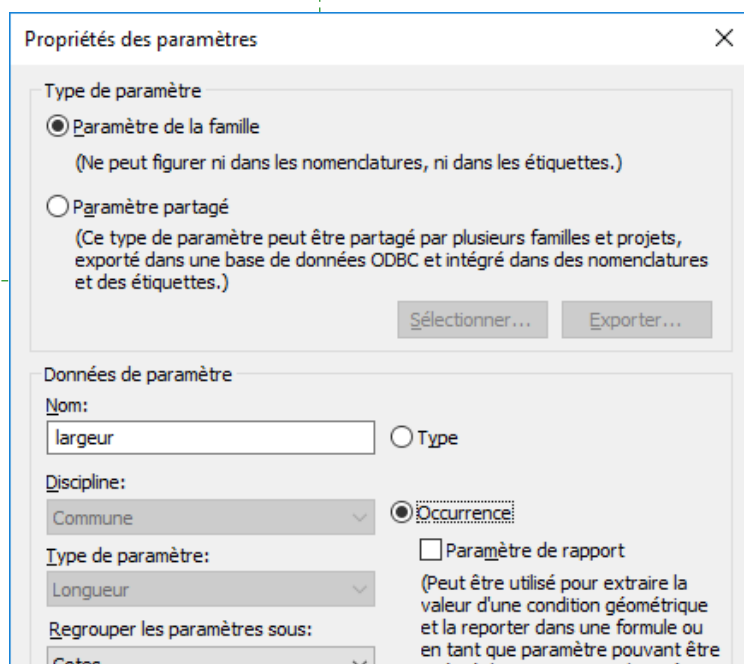 Propriétés des paramètres
Type de paramètre
Paramètre de la famille
(Ne peut figurer ni dans les nomenclatures, ni dans les étiquettes.)
Paramètre partagé
(Ce type de paramètre peut être partagé par plusieurs familles et projets,
exporté dans une base de données ODBC et intégré dans des nomenclatures
et des étiquettes.)
Sélectionner... Exporter...
Données de paramètre
Nom:
largeur
Type
Discipline:
Commune
Occurrence
Type de paramètre:
Paramètre de rapport
Longueur
(Peut être utilisé pour extraire la
valeur d'une condition géométrique
et la reporter dans une formule ou
en tant que paramètre pouvant être
Regrouper les paramètres sous:
Cotes